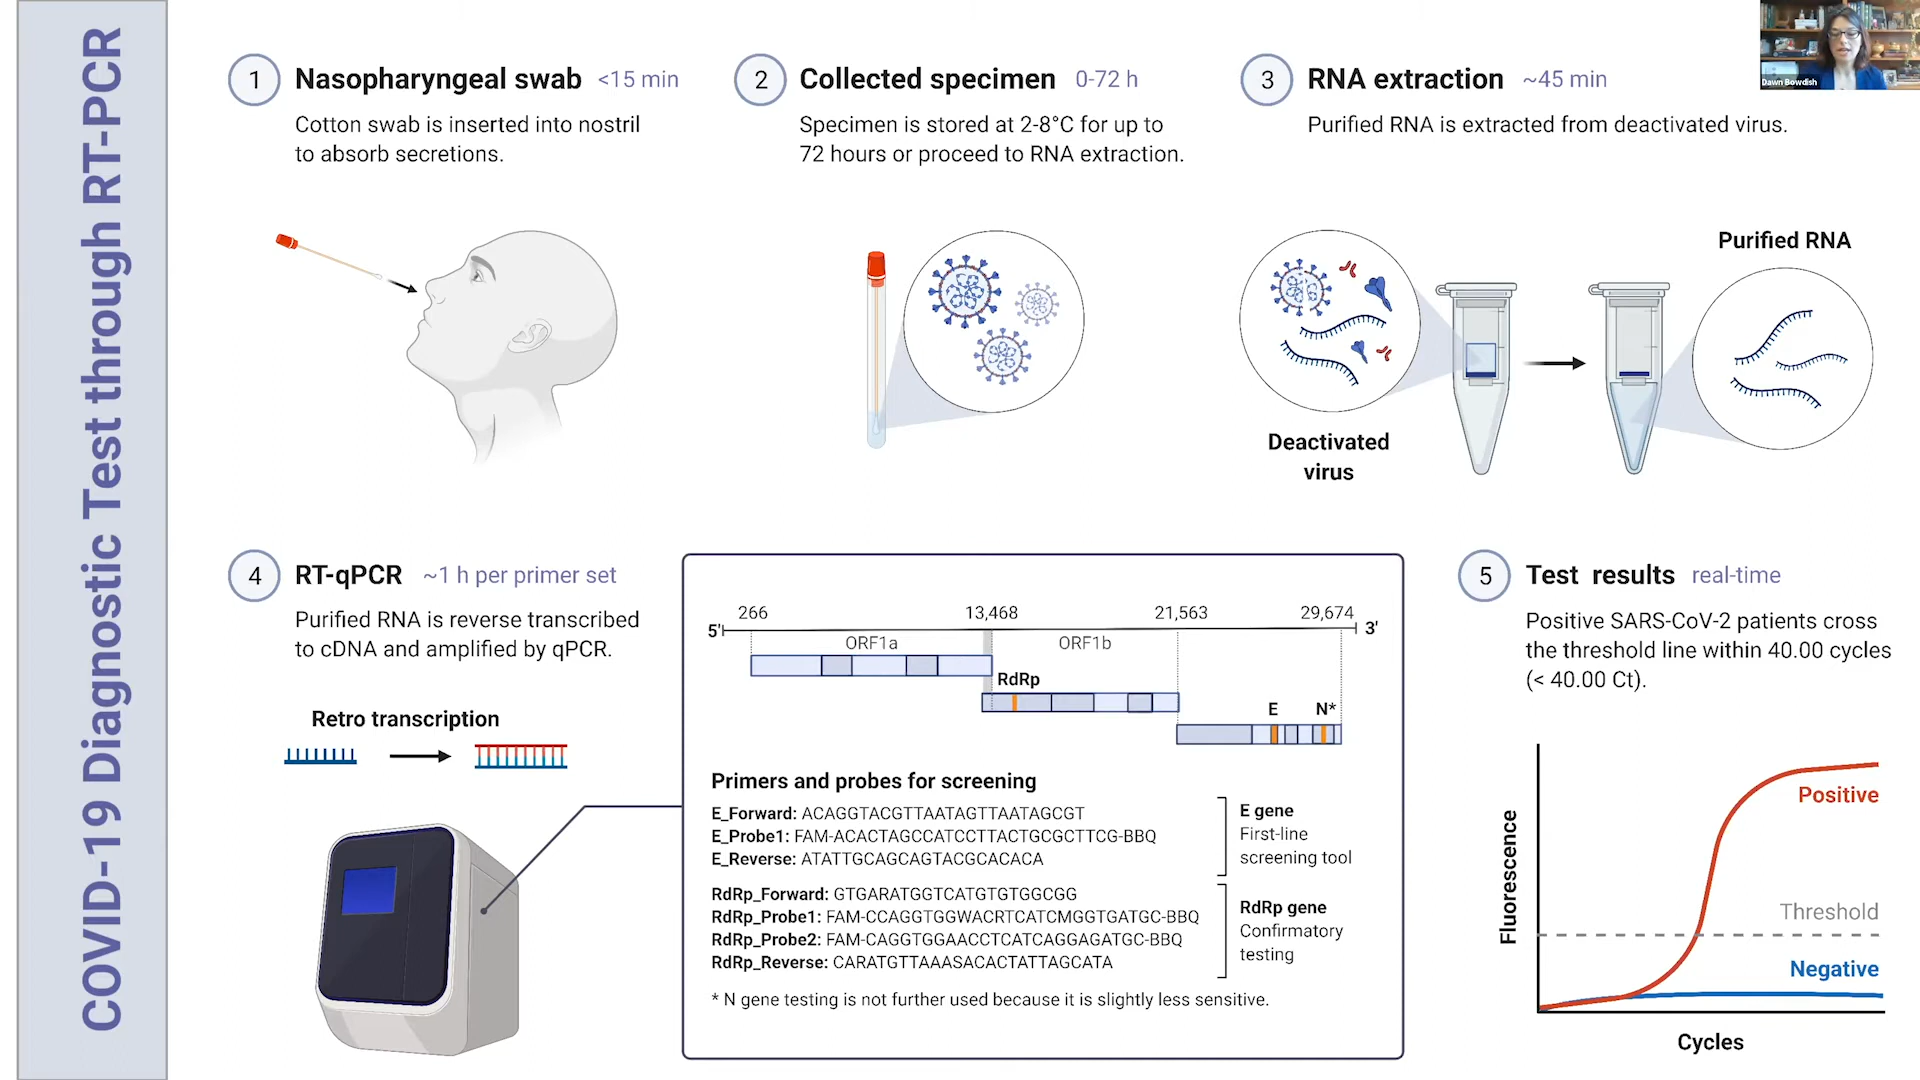 COVID-19 Diagnostic Test through RT-PCR
1 Nasopharyngeal swab <15 min
Cotton swab is inserted into nostril
to absorb secretions.
2 Collected specimen 0-72 h
Specimen is stored at 2-8°C for up to
72 hours or proceed to RNA extraction.
3 RNA extraction ~45 min
Purified RNA is extracted from deactivated virus.
Dawn Bowdish
Purified RNA
Deactivated
virus
4 RT-qPCR ~1 h per primer set
Purified RNA is reverse transcribed
to cDNA and amplified by qPCR.
Retro transcription
266 13,468 21,563 29,674
5' 3'
ORF1a ORF1b
RdRp
E N*
Primers and probes for screening
E_Forward: ACAGGTACGTTAATAGTTAATAGCGT
E_Probe1: FAM-ACACTAGCCATCCTTACTGCGCTTCG-BBQ
E_Reverse: ATATTGCAGCAGTACGCACACA
E gene
First-line
screening tool
RdRp_Forward: GTGARATGGTCATGTGTGGCGG
RdRp_Probe1: FAM-CCAGGTGGWACRTCATCMGGTGATGC-BBQ
RdRp_Probe2: FAM-CAGGTGGAACCTCATCAGGAGATGC-BBQ
RdRp_Reverse: CARATGTTAAASACACTATTAGCATA
RdRp gene
Confirmatory
testing
* N gene testing is not further used because it is slightly less sensitive.
5 Test results real-time
Positive SARS-CoV-2 patients cross
the threshold line within 40.00 cycles
(< 40.00 Ct).
Positive
Threshold
Negative
Fluorescence
Cycles